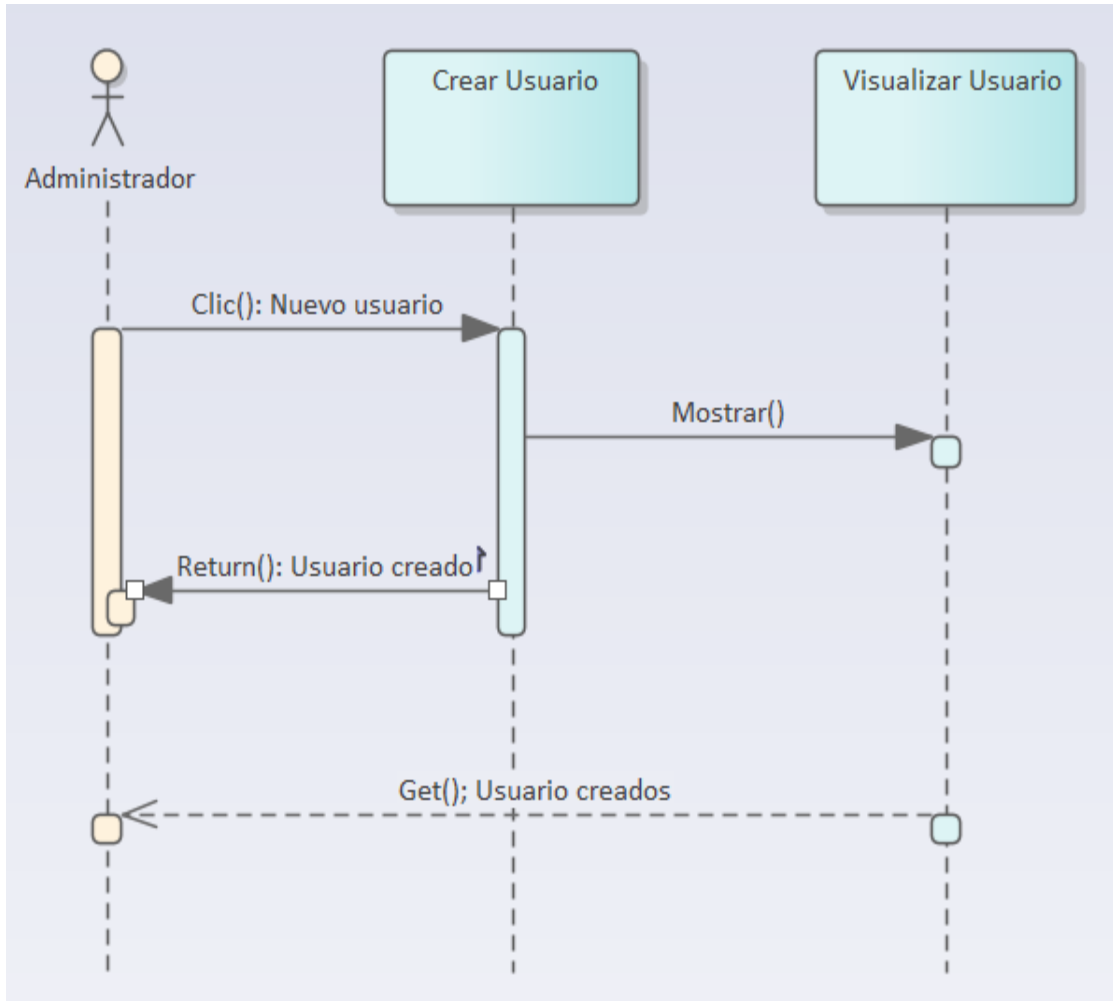 Crear Usuario
Visualizar Usuario
Administrador
Clic(): Nuevo usuario
Mostrar()
Return(): Usuario creado
Get(); Usuario creados